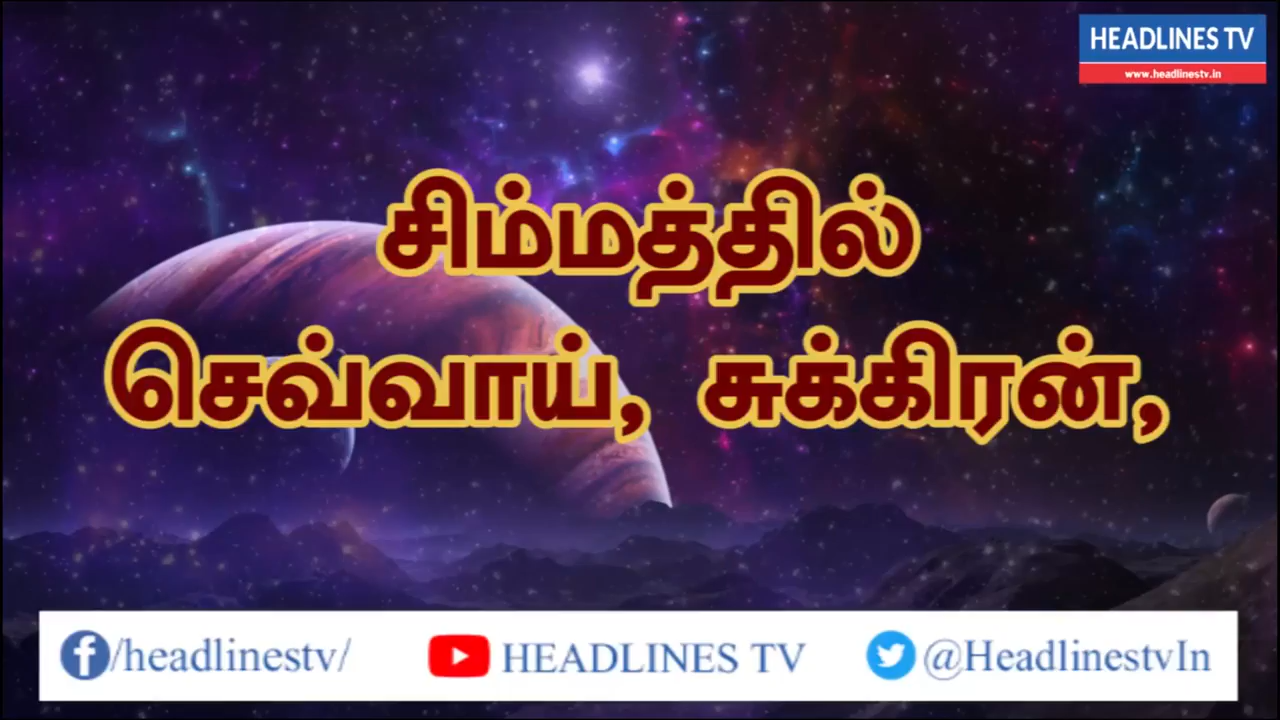 HEADLINES TV
www.headlinestv.in
சிம்மத்தில்
செவ்வாய், சுக்கிரன்,
/headlinestv/ HEADLINES TV @HeadlinestvIn